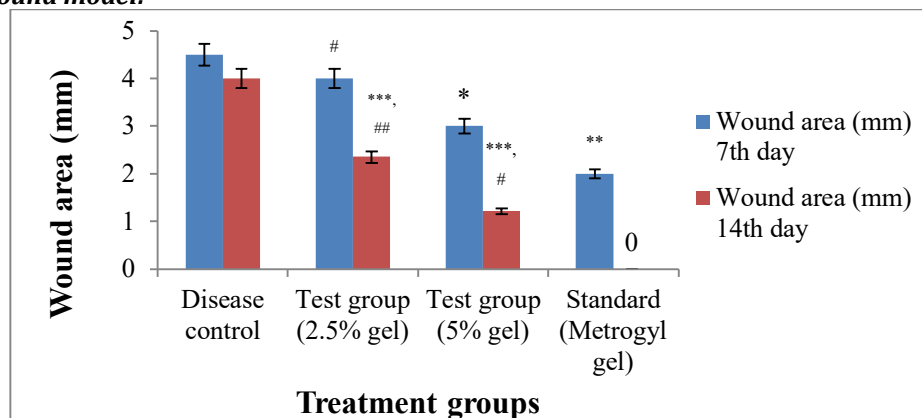 ound model.
5
4
3
2
1
0
Wound area (mm)
#
***,
##
*
***,
#
**
0
Disease
control
Test group
(2.5% gel)
Test group
(5% gel)
Standard
(Metrogyl
gel)
Treatment groups
Wound area (mm)
7th day
Wound area (mm)
14th day